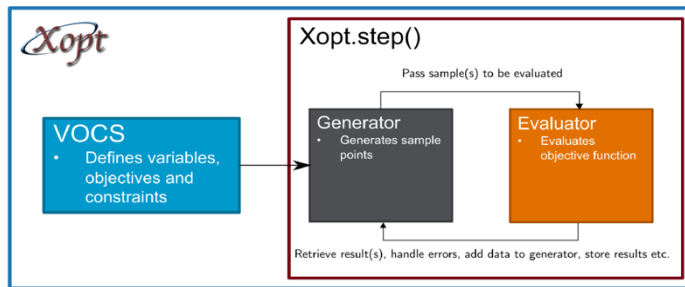 Xopt
Xopt.step()
Pass sample(s) to be evaluated
VOCS
• Defines variables,
objectives and
constraints
Generator
• Generates sample
points
Evaluator
• Evaluates
objective function
Retrieve result(s), handle errors, add data to generator, store results etc.